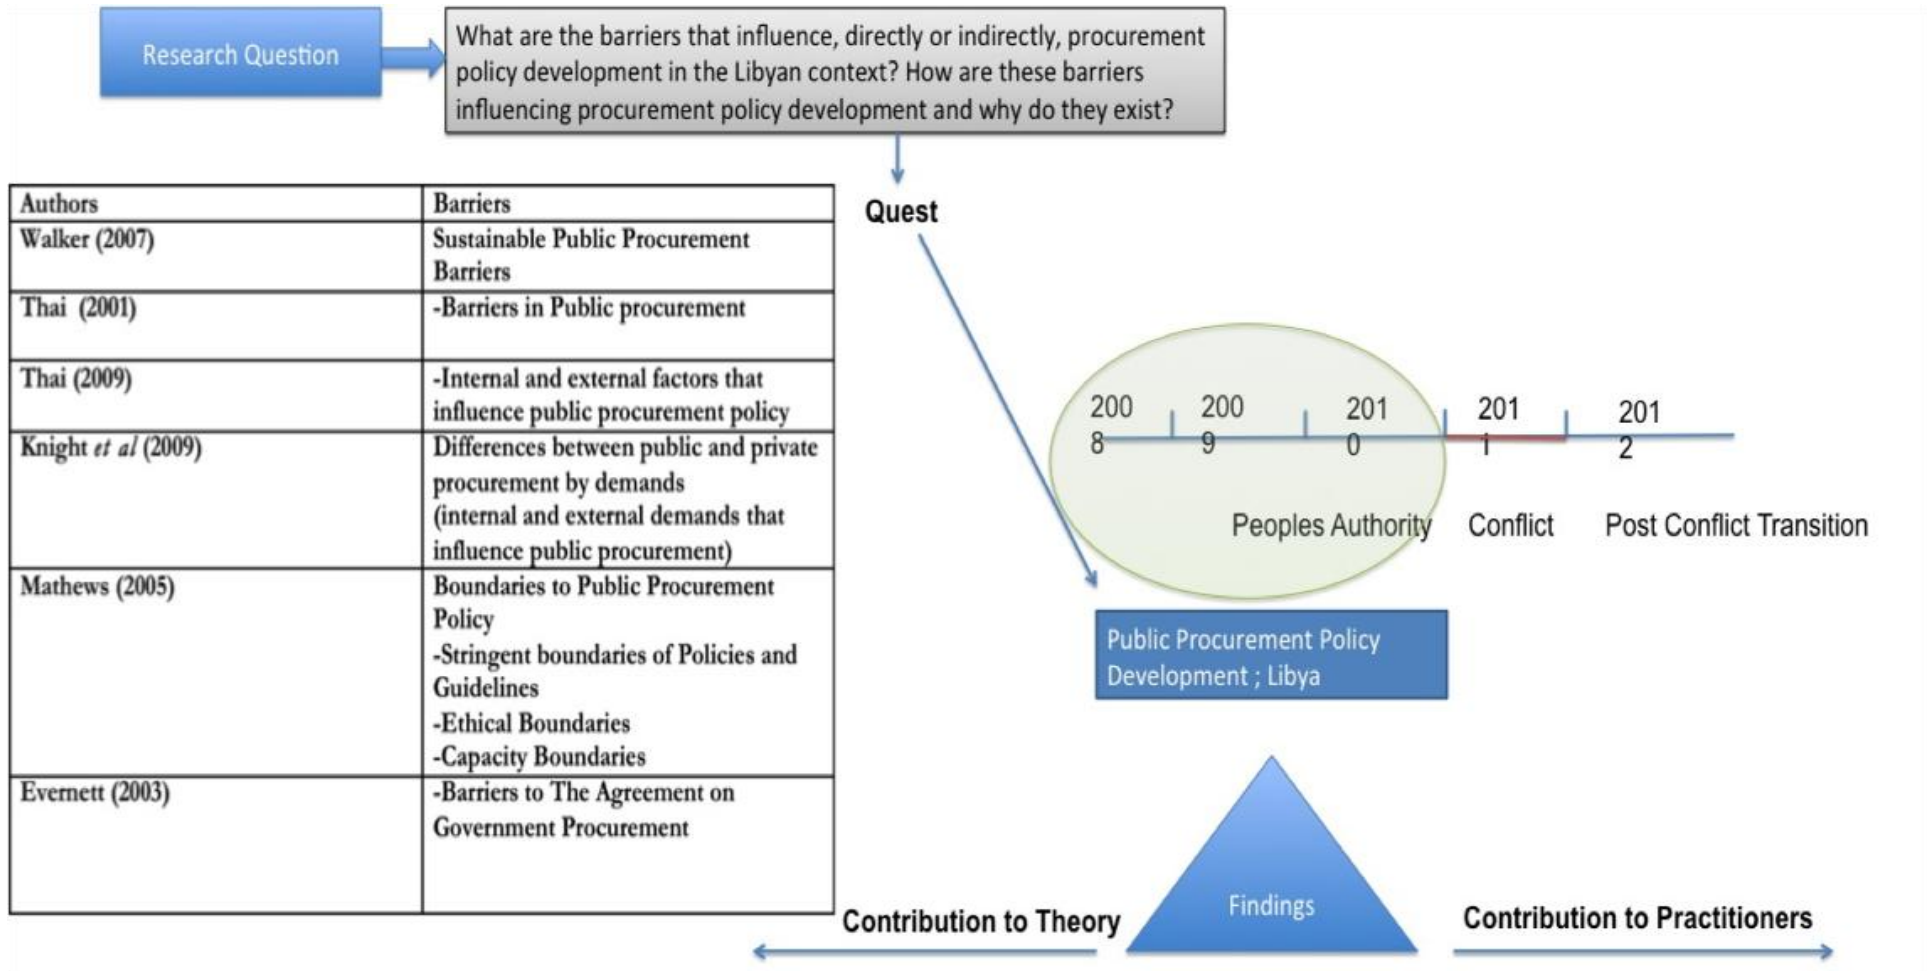 Research Question
What are the barriers that influence, directly or indirectly, procurement
policy development in the Libyan context? How are these barriers
influencing procurement policy development and why do they exist?
Authors
Barriers
Walker (2007)
Sustainable Public Procurement
Barriers
Thai (2001)
-Barriers in Public procurement
Thai (2009)
-Internal and external factors that
influence public procurement policy
Knight et al (2009)
Differences between public and private
procurement by demands
(internal and external demands that
influence public procurement)
Mathews (2005)
Boundaries to Public Procurement
Policy
-Stringent boundaries of Policies and
Guidelines
-Ethical Boundaries
-Capacity Boundaries
Evernett (2003)
-Barriers to The Agreement on
Government Procurement
Quest
200
8
200
9
201
0
201
1
201
2
Peoples Authority
Conflict
Post Conflict Transition
Public Procurement Policy
Development ; Libya
Findings
Contribution to Theory
Contribution to Practitioners